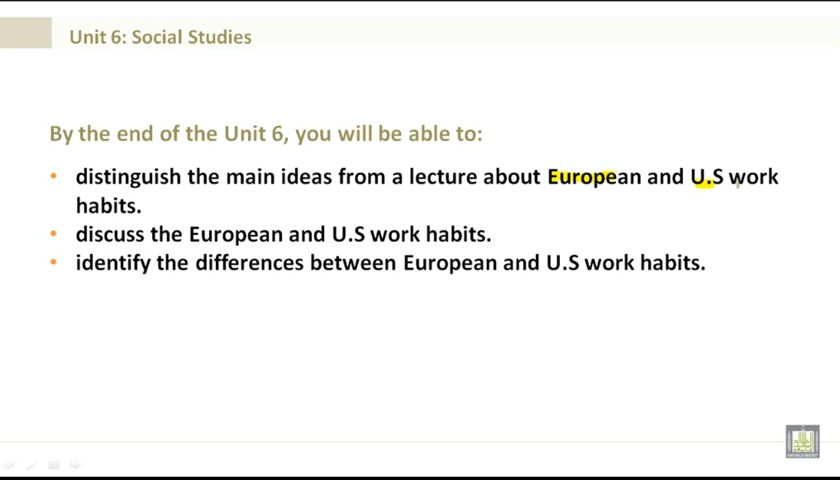 Unit 6: Social Studies
By the end of the Unit 6, you will be able to:
• distinguish the main ideas from a lecture about European and U.S work
habits.
• discuss the European and U.S work habits.
• identify the differences between European and U.S work habits.